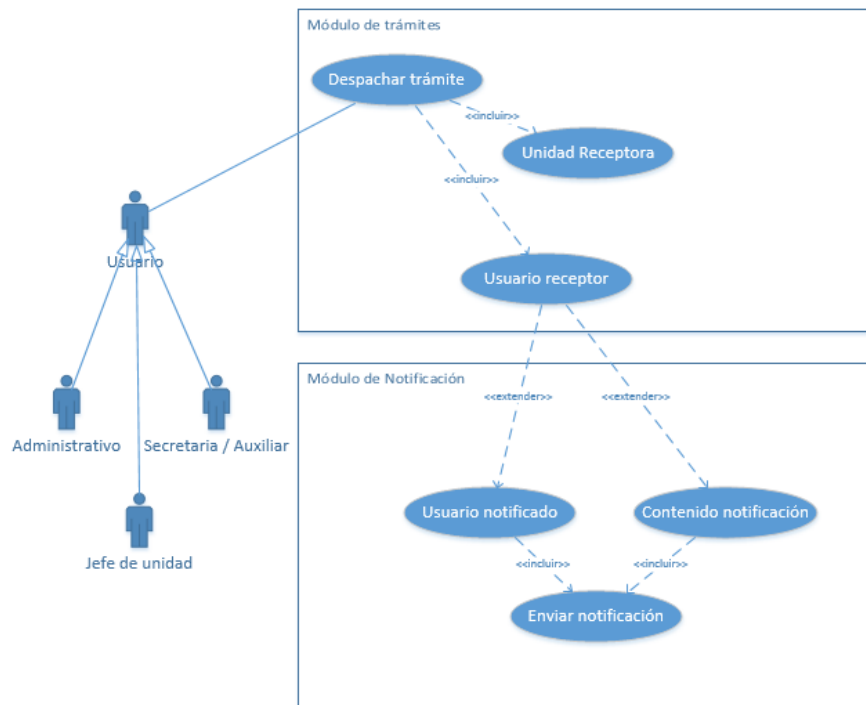 Módulo de trámites
Despachar trámite
<<incluir>>
Unidad Receptora
<<incluir>>
Usuario
Usuario receptor
Módulo de Notificación
<<extender>>
<<extender>>
Administrativo
Secretaria / Auxiliar
Usuario notificado
Contenido notificación
Jefe de unidad
<<incluir>>
<<incluir>>
Enviar notificación